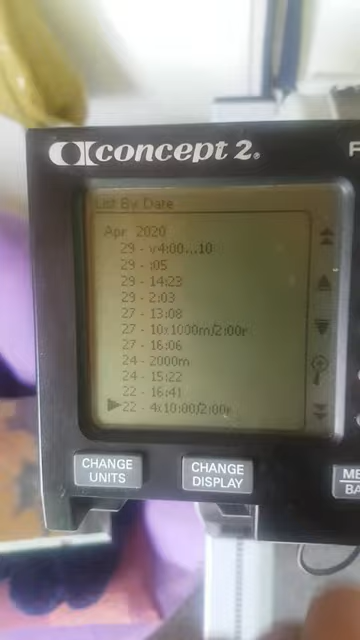 concept 2®
List By Date
Apr 2020
29 - v4:00...10
29 - :05
29 - 14:23
29 - 2:03
27 - 13:08
27 - 10x1000m/2:00r
27 - 16:06
24 - 2000m
24 - 15:22
22 - 16:41
22 - 4x10:00/2:00r
CHANGE UNITS
CHANGE DISPLAY